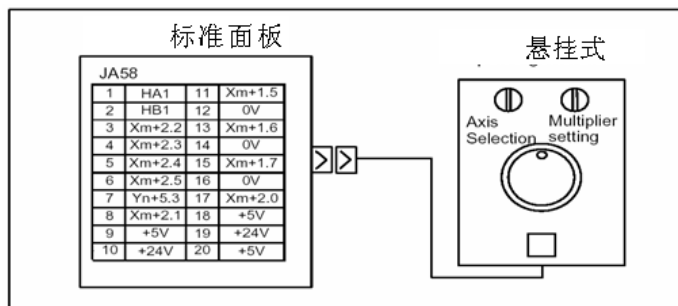 标准面板
悬挂式
JA58
1 HA1 11 Xm+1.5
2 HB1 12 0V
3 Xm+2.2 13 Xm+1.6
4 Xm+2.3 14 0V
5 Xm+2.4 15 Xm+1.7
6 Xm+2.5 16 0V
7 Yn+5.3 17 Xm+2.0
8 Xm+2.1 18 +5V
9 +5V 19 +24V
10 +24V 20 +5V
Axis
Selection
Multiplier
setting